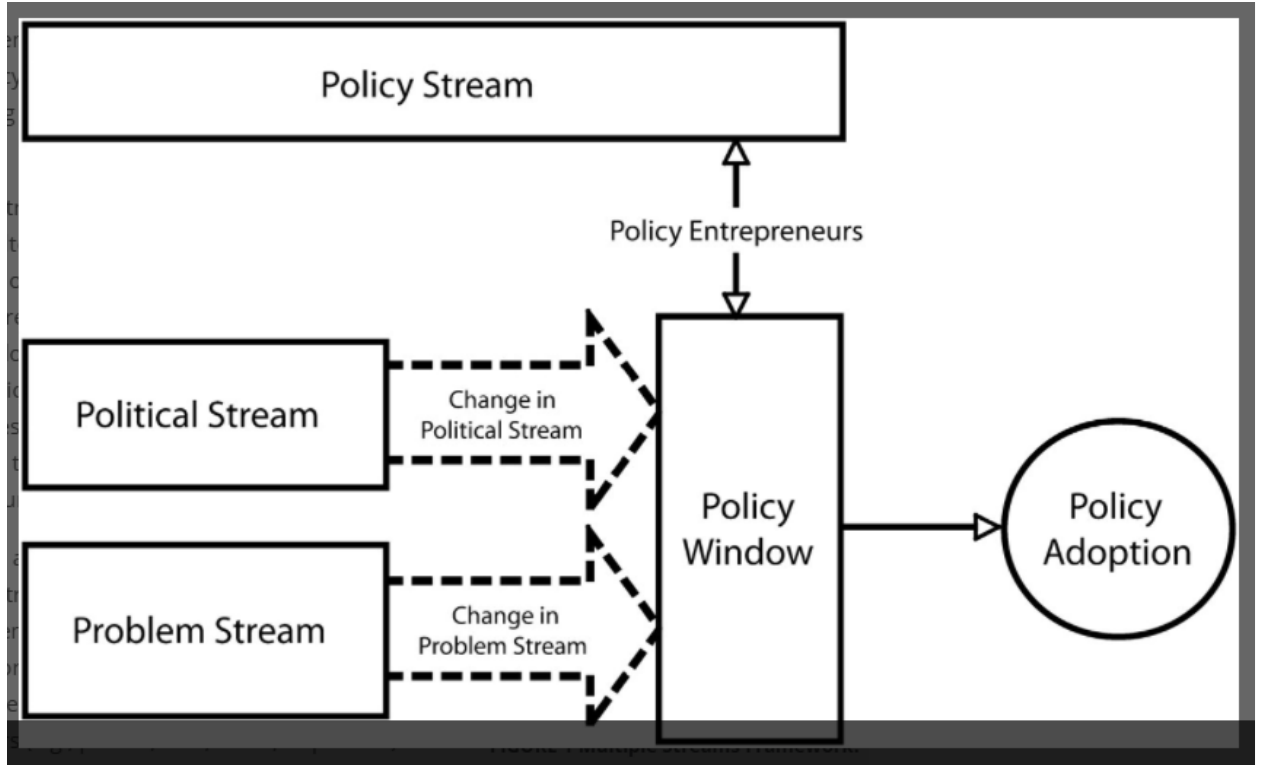 Policy Stream
Policy Entrepreneurs
Political Stream
Change in
Political Stream
Policy
Window
Policy
Adoption
Problem Stream
Change in
Problem Stream